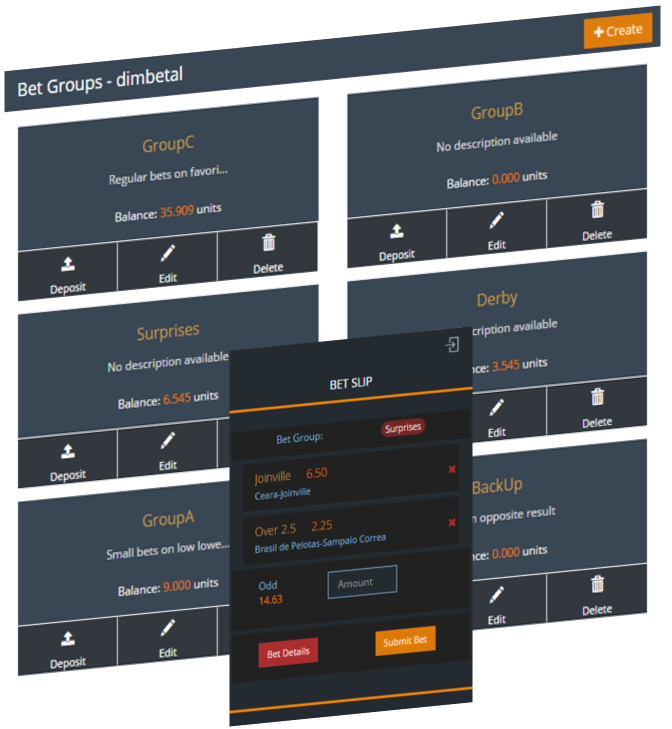 Bet Groups - dimbetal
Create
GroupC
Regular bets on favori...
Balance: 35.909 units
Deposit
Edit
Delete
GroupB
No description available
Balance: 0.000 units
Deposit
Edit
Delete
Surprises
No description available
Balance: 6.545 units
Deposit
Edit
Derby
cription available
nce: 3.545 units
Edit
Delete
GroupA
Small bets on low lowe...
Balance: 9.000 units
Deposit
Edit
BackUp
opposite result
nce: 0.000 units
Edit
Delete
BET SLIP
Bet Group:
Surprises
Joinville 6.50
Ceara-Joinville
Over 2.5 2.25
Brasil de Pelotas-Sampaio Correa
Odd
14.63
Amount
Bet Details
Submit Bet